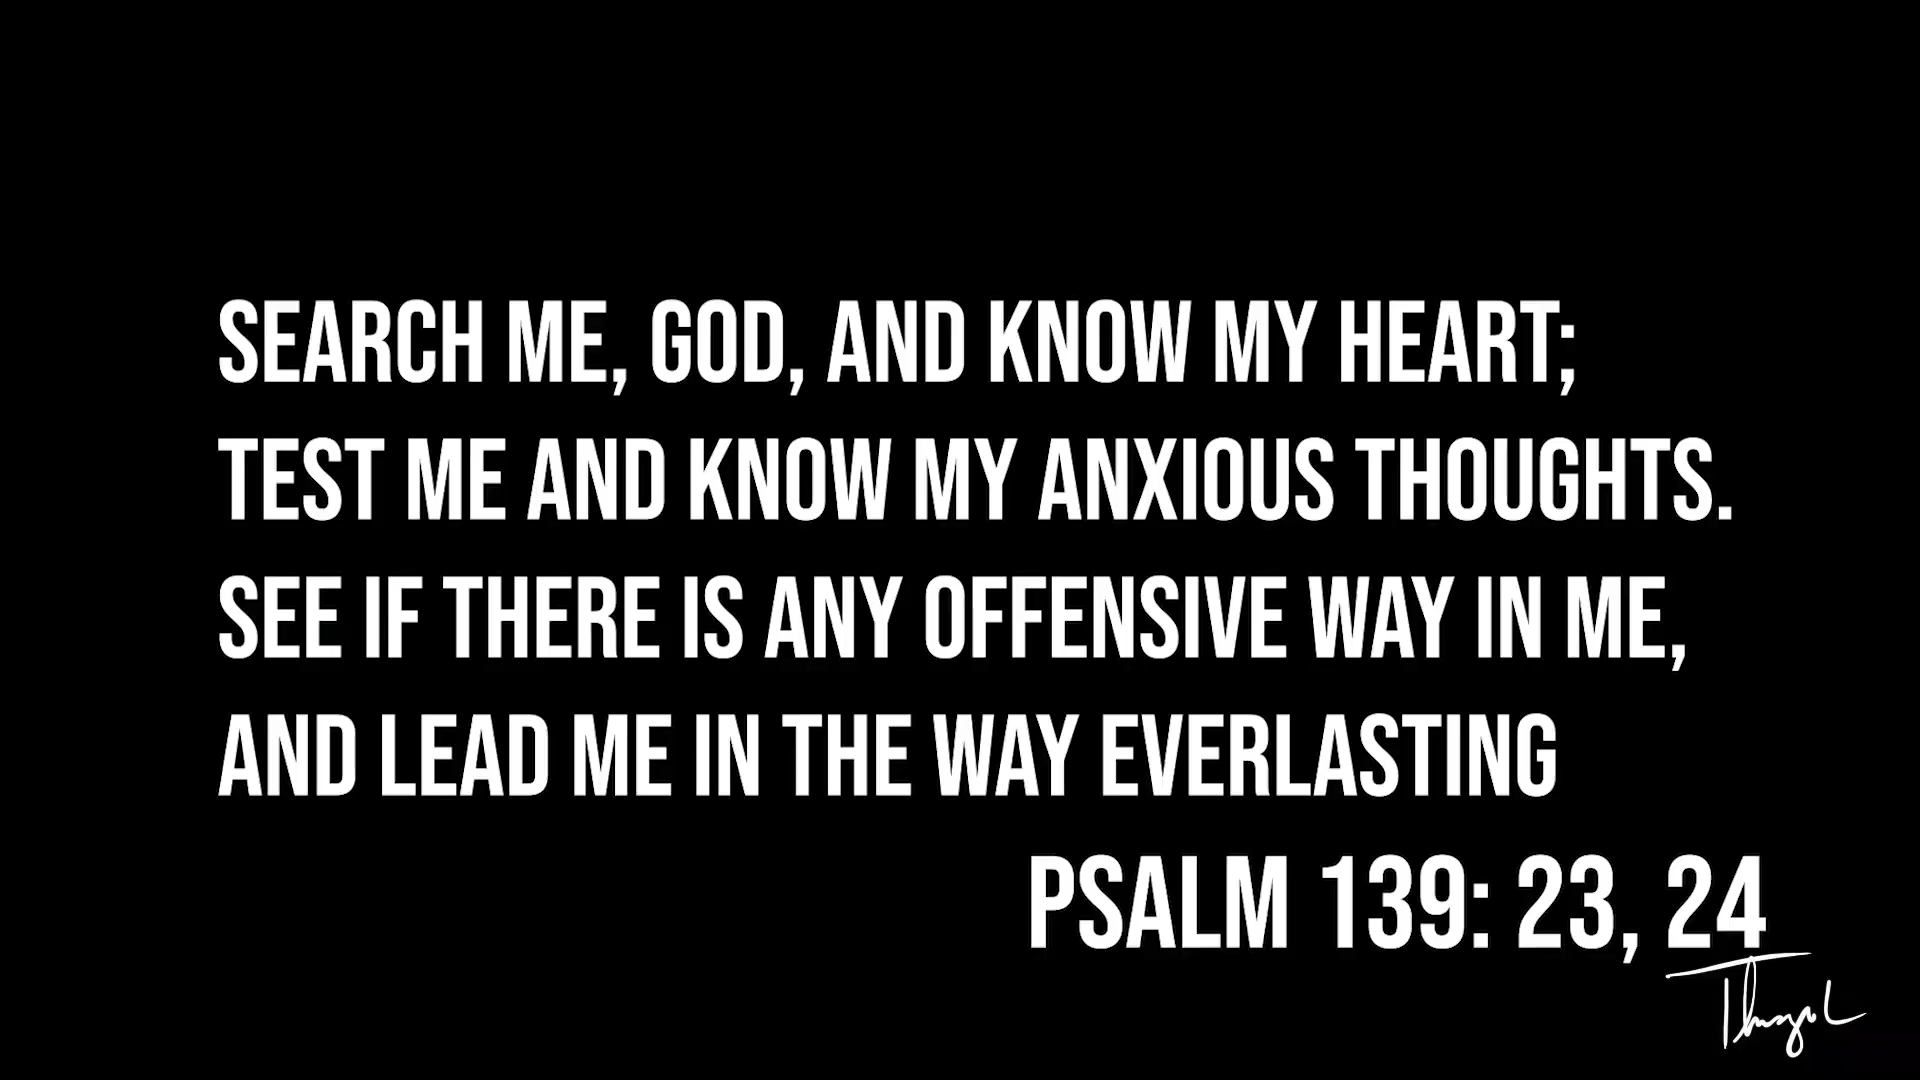 SEARCH ME, GOD, AND KNOW MY HEART;
TEST ME AND KNOW MY ANXIOUS THOUGHTS.
SEE IF THERE IS ANY OFFENSIVE WAY IN ME,
AND LEAD ME IN THE WAY EVERLASTING
PSALM 139: 23, 24